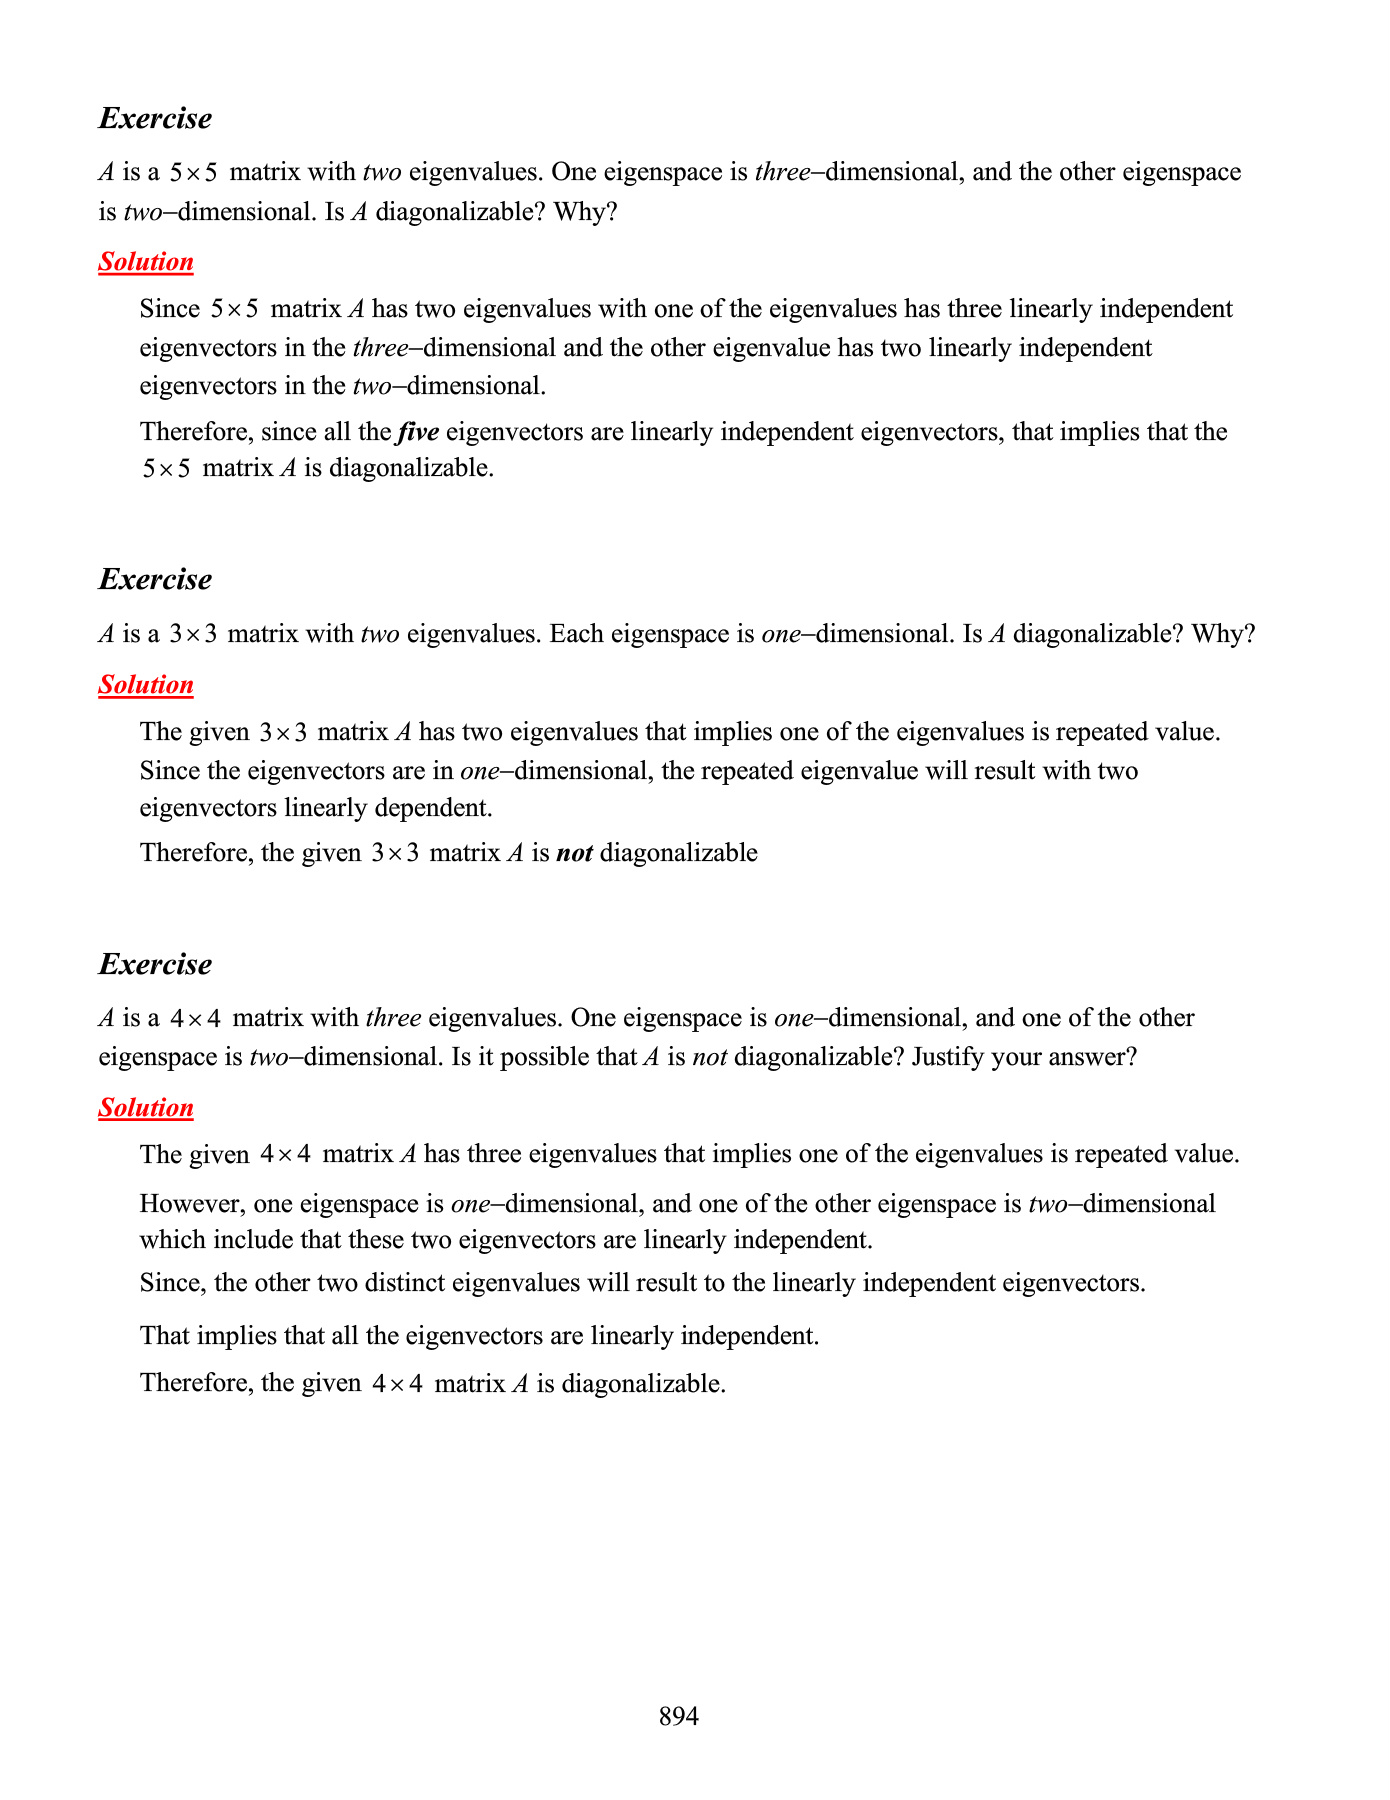 Exercise
A is a 5×5 matrix with two eigenvalues. One eigenspace is three–dimensional, and the other eigenspace
is two–dimensional. Is A diagonalizable? Why?
Solution
Since 5×5 matrix A has two eigenvalues with one of the eigenvalues has three linearly independent
eigenvectors in the three–dimensional and the other eigenvalue has two linearly independent
eigenvectors in the two–dimensional.
Therefore, since all the five eigenvectors are linearly independent eigenvectors, that implies that the
5×5 matrix A is diagonalizable.
Exercise
A is a 3×3 matrix with two eigenvalues. Each eigenspace is one–dimensional. Is A diagonalizable? Why?
Solution
The given 3×3 matrix A has two eigenvalues that implies one of the eigenvalues is repeated value.
Since the eigenvectors are in one–dimensional, the repeated eigenvalue will result with two
eigenvectors linearly dependent.
Therefore, the given 3×3 matrix A is not diagonalizable
Exercise
A is a 4×4 matrix with three eigenvalues. One eigenspace is one–dimensional, and one of the other
eigenspace is two–dimensional. Is it possible that A is not diagonalizable? Justify your answer?
Solution
The given 4×4 matrix A has three eigenvalues that implies one of the eigenvalues is repeated value.
However, one eigenspace is one–dimensional, and one of the other eigenspace is two–dimensional
which include that these two eigenvectors are linearly independent.
Since, the other two distinct eigenvalues will result to the linearly independent eigenvectors.
That implies that all the eigenvectors are linearly independent.
Therefore, the given 4×4 matrix A is diagonalizable.
894